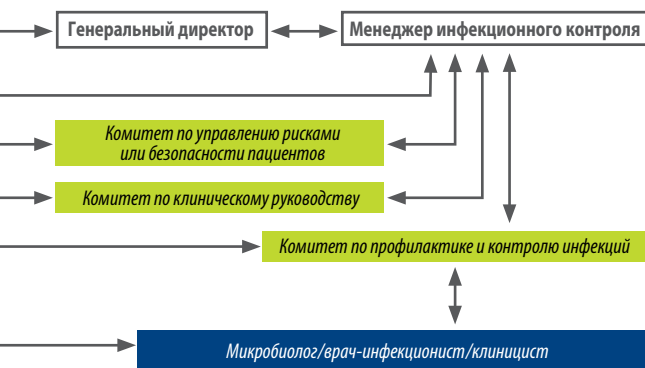 Генеральный директор
Менеджер инфекционного контроля
Комитет по управлению рисками
или безопасности пациентов
Комитет по клиническому руководству
Комитет по профилактике и контролю инфекций
Микробиолог/врач-инфекционист/клиницист